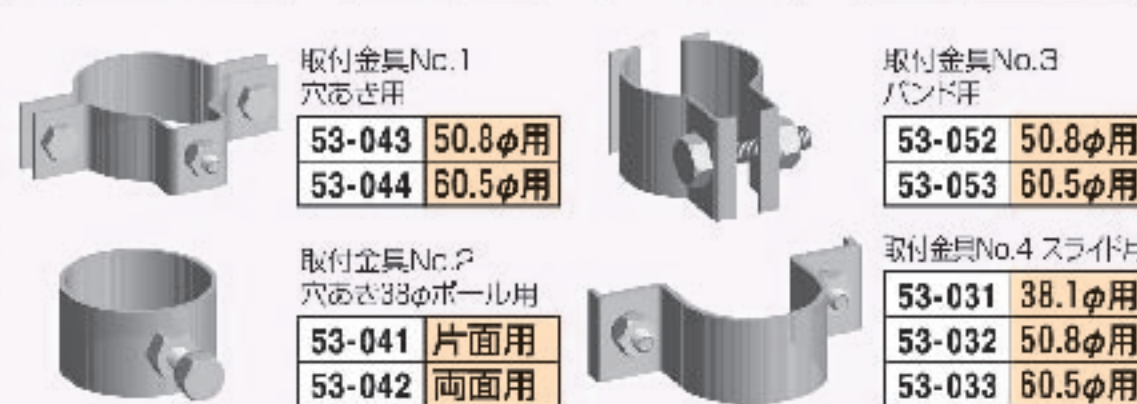 取付金具No.1
穴あき用
53-043 50.8φ用
53-044 60.5φ用
取付金具No.2
穴あき38φポール用
53-041 片面用
53-042 両面用
取付金具No.3
バンド用
53-052 50.8φ用
53-053 60.5φ用
取付金具No.4 スライド用
53-031 38.1φ用
53-032 50.8φ用
53-033 60.5φ用